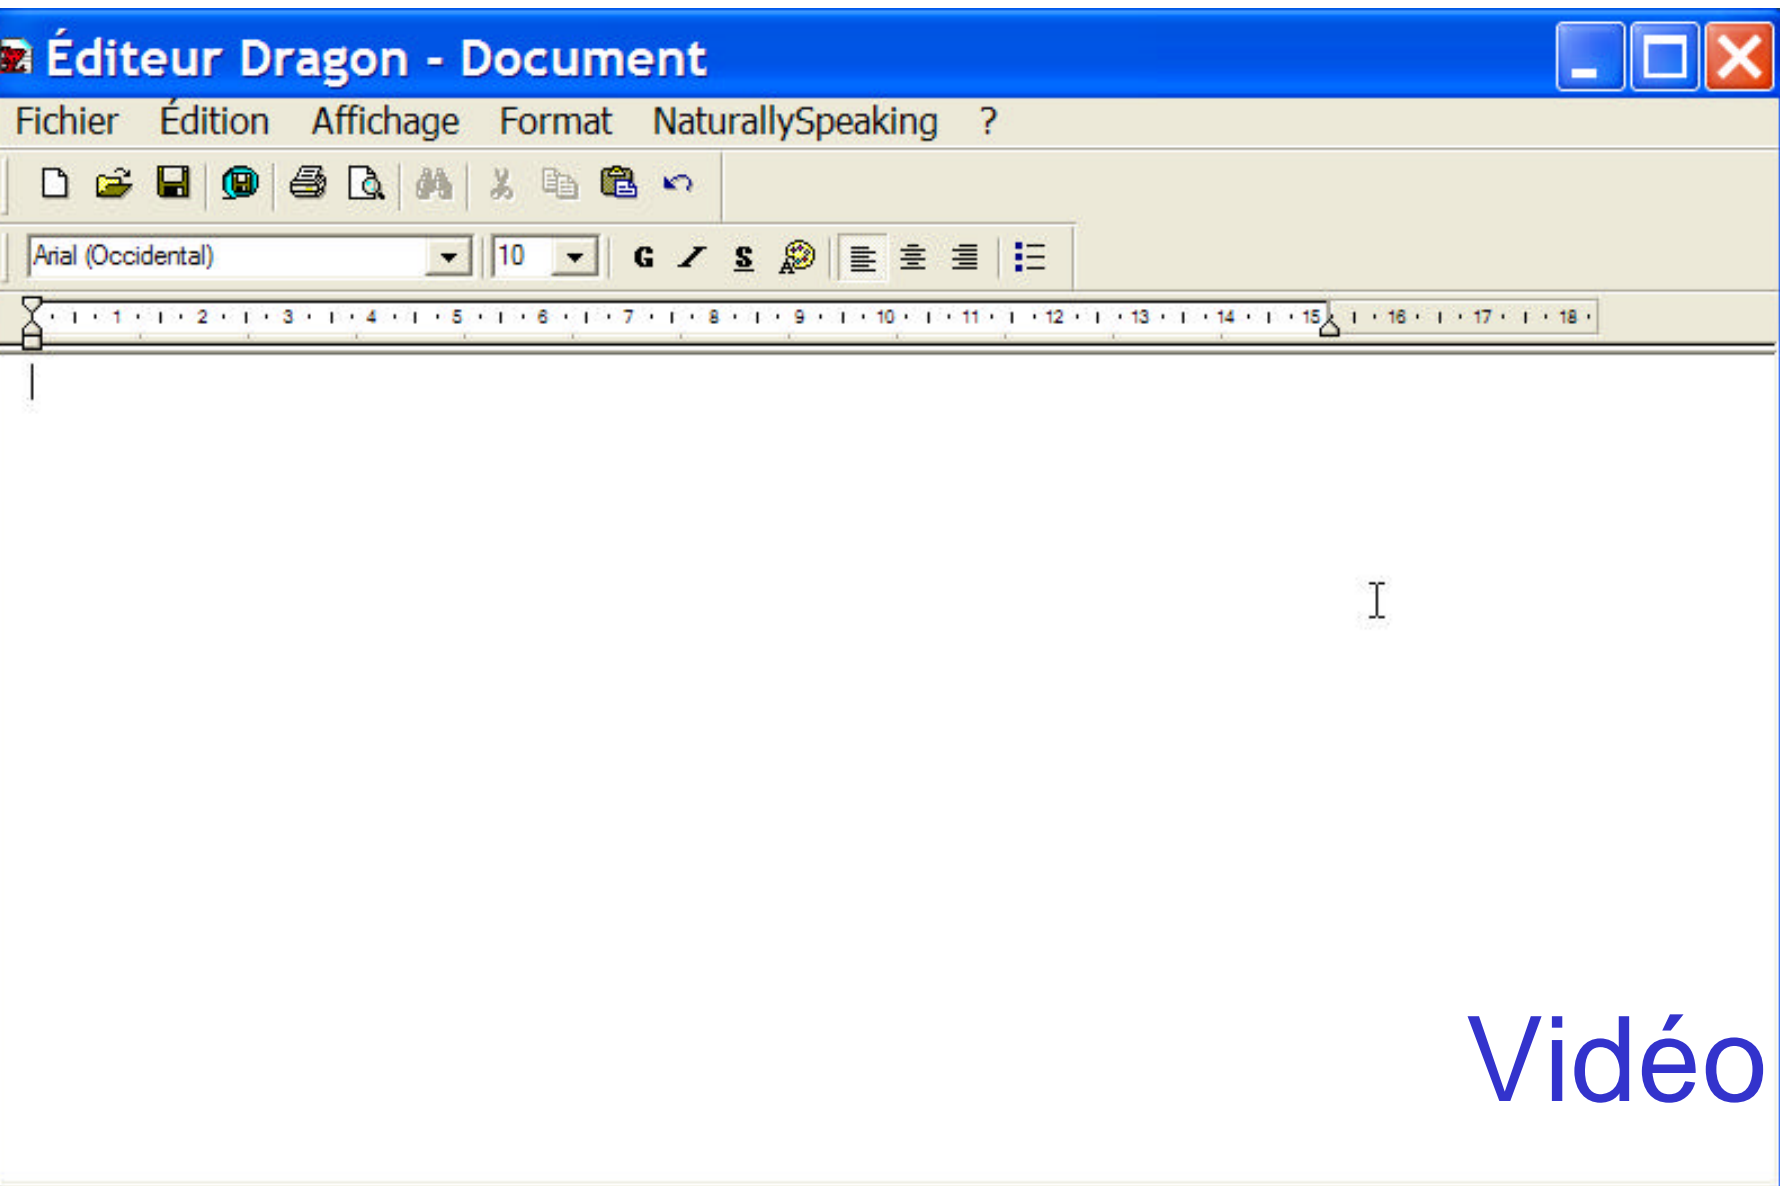 Éditeur Dragon - Document
Fichier Édition Affichage Format NaturallySpeaking ?
Arial (Occidental) 10 G I S
1 2 3 4 5 6 7 8 9 10 11 12 13 14 15 16 17 18
Vidéo